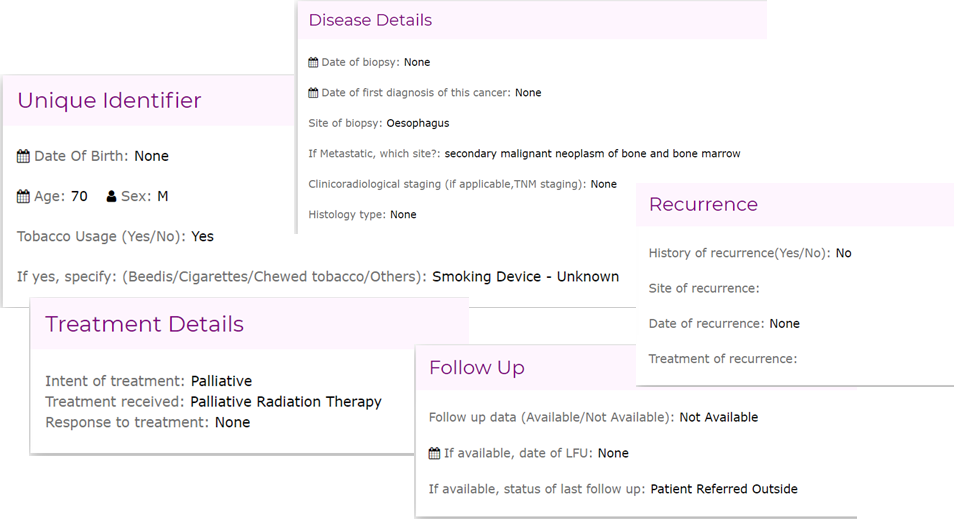 Disease Details
Date of biopsy: None
Date of first diagnosis of this cancer: None
Site of biopsy: Oesophagus
If Metastatic, which site?: secondary malignant neoplasm of bone and bone marrow
Clinicoradiological staging (if applicable,TNM staging): None
Histology type: None
Unique Identifier
Date Of Birth: None
Age: 70 Sex: M
Tobacco Usage (Yes/No): Yes
If yes, specify: (Beedis/Cigarettes/Chewed tobacco/Others): Smoking Device - Unknown
Recurrence
History of recurrence(Yes/No): No
Site of recurrence:
Date of recurrence: None
Treatment of recurrence:
Treatment Details
Intent of treatment: Palliative
Treatment received: Palliative Radiation Therapy
Response to treatment: None
Follow Up
Follow up data (Available/Not Available): Not Available
If available, date of LFU: None
If available, status of last follow up: Patient Referred Outside